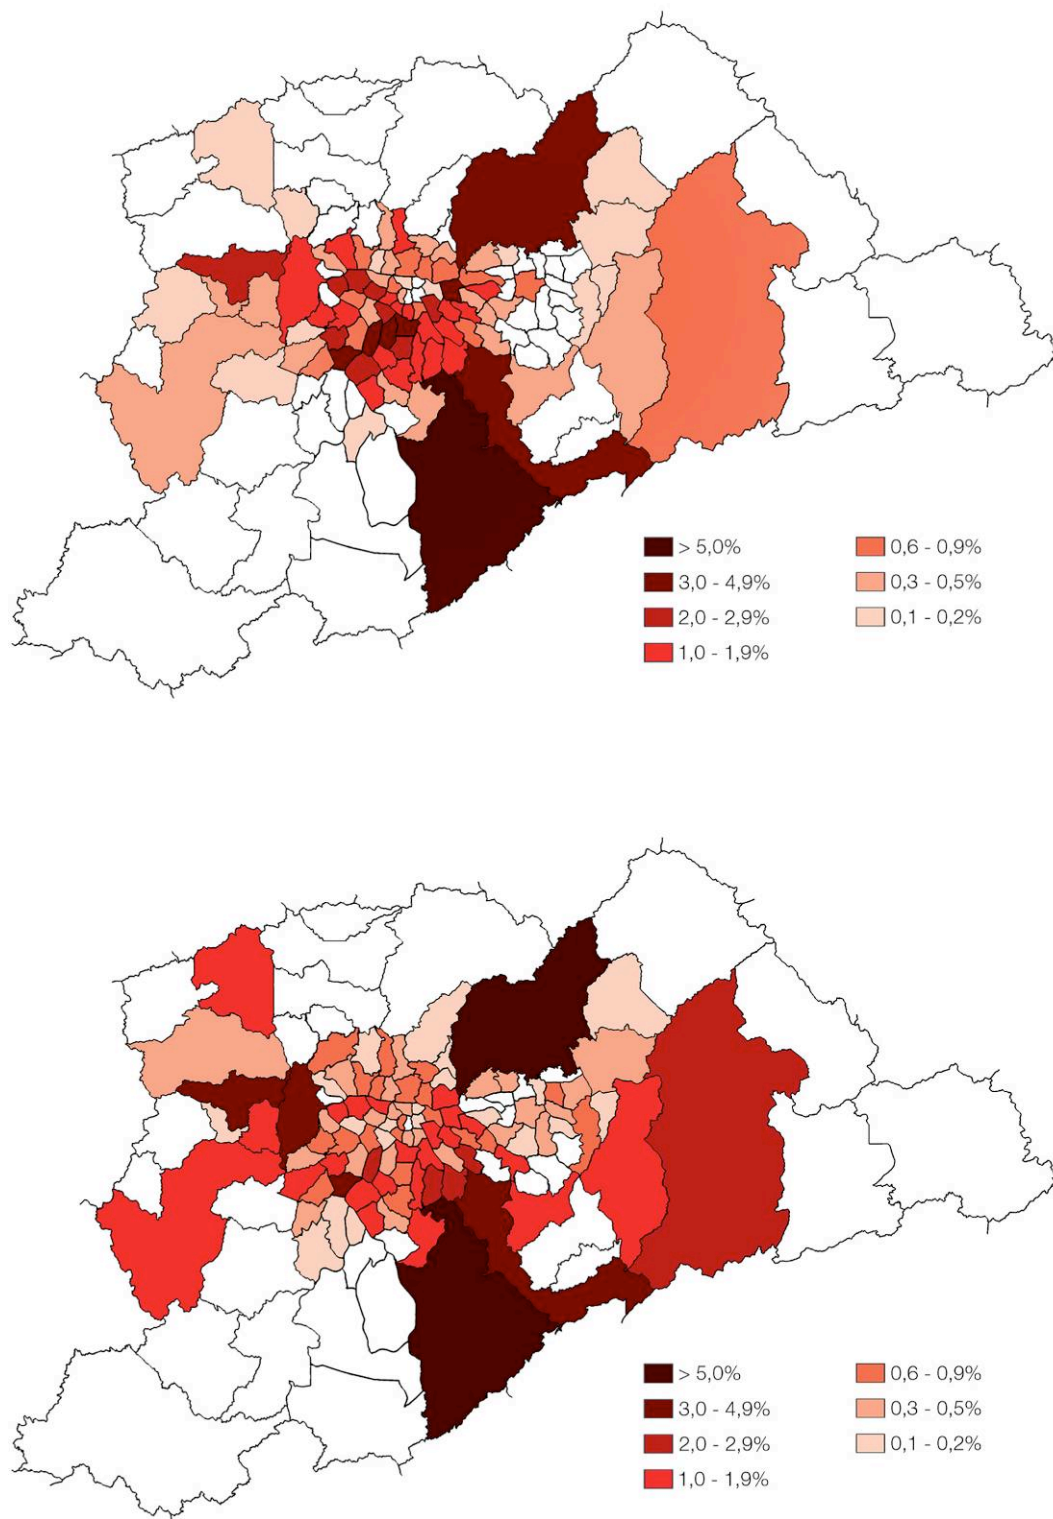 > 5,0%
0,6 - 0,9%
3,0 - 4,9%
0,3 - 0,5%
2,0 - 2,9%
0,1 - 0,2%
1,0 - 1,9%
> 5,0%
0,6 - 0,9%
3,0 - 4,9%
0,3 - 0,5%
2,0 - 2,9%
0,1 - 0,2%
1,0 - 1,9%